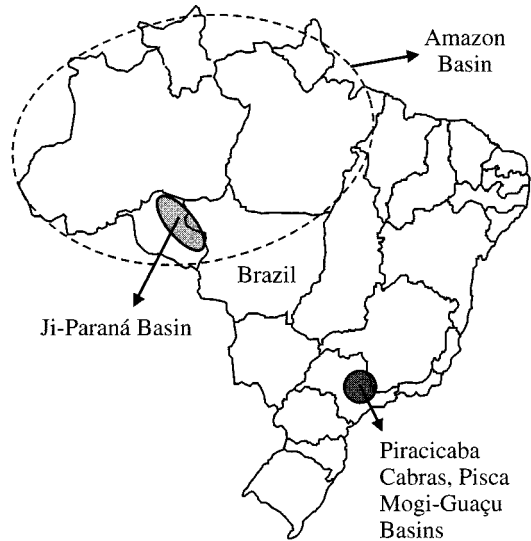 Amazon
Basin
Brazil
Ji-Paraná Basin
Piracicaba
Cabras, Pisca
Mogi-Guaçu
Basins